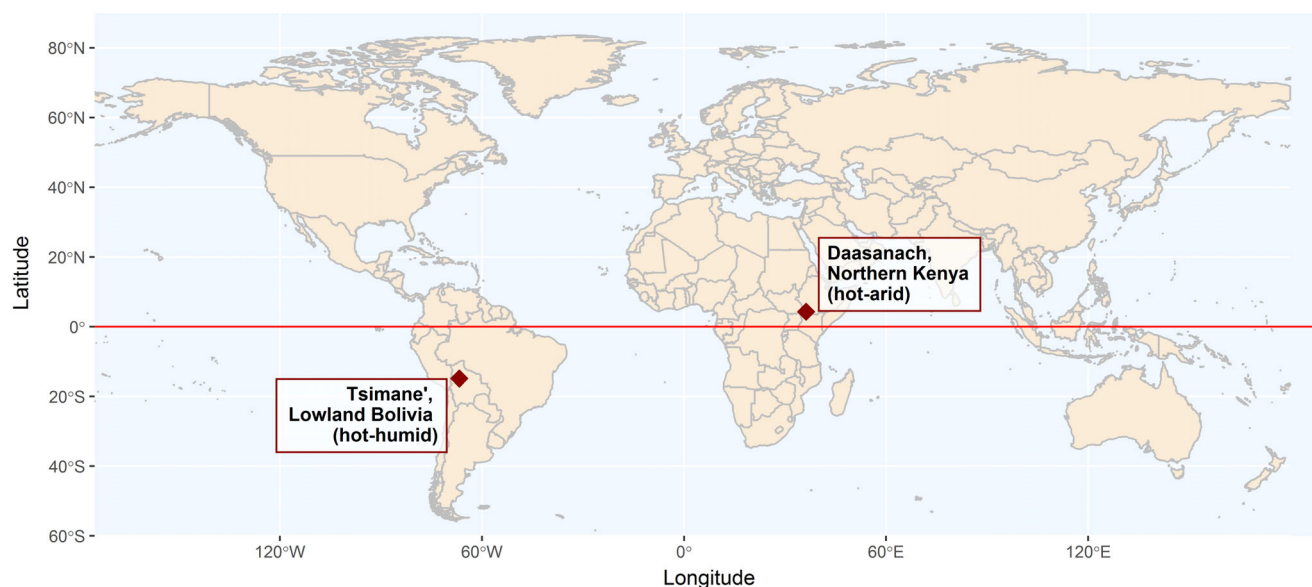 80°N
60°N
40°N
20°N
0°
20°S
40°S
60°S
Latitude
Daasanach,
Northern Kenya
(hot-arid)
Tsimane',
Lowland Bolivia
(hot-humid)
120°W
60°W
0°
60°E
120°E
Longitude